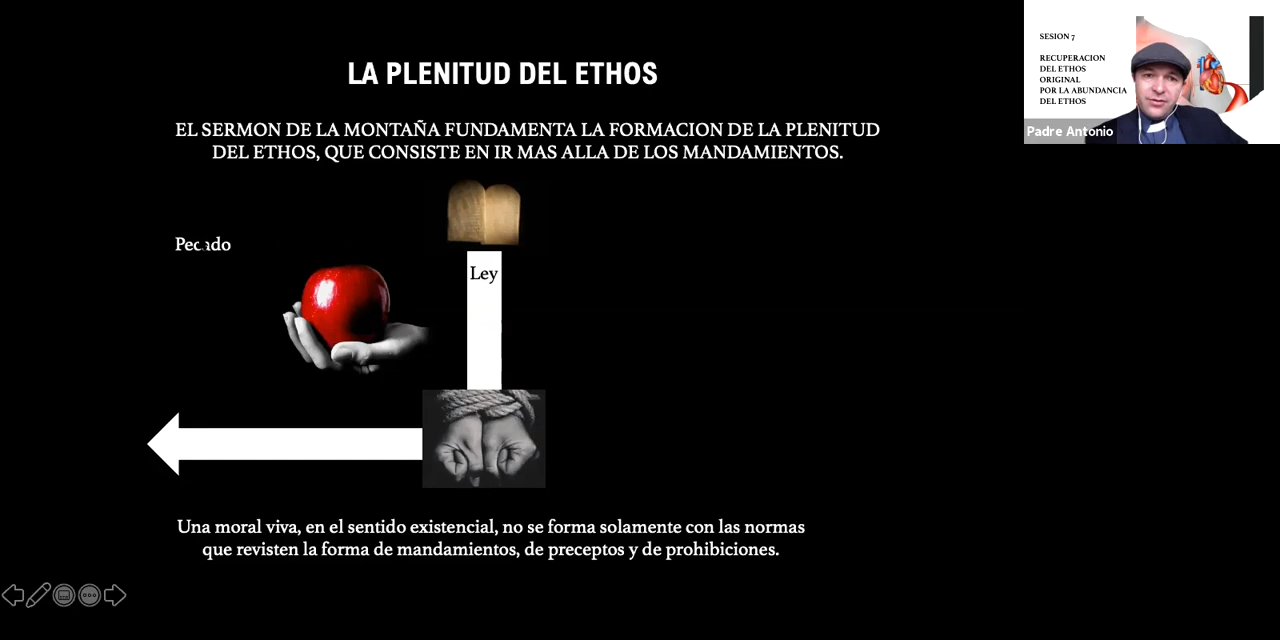 LA PLENITUD DEL ETHOS
EL SERMON DE LA MONTAÑA FUNDAMENTA LA FORMACION DE LA PLENITUD
DEL ETHOS, QUE CONSISTE EN IR MAS ALLA DE LOS MANDAMIENTOS.
Pecado
Ley
Una moral viva, en el sentido existencial, no se forma solamente con las normas
que revisten la forma de mandamientos, de preceptos y de prohibiciones.
SESION 7
RECUPERACION
DEL ETHOS
ORIGINAL
POR LA ABUNDANCIA
DEL ETHOS
Padre Antonio